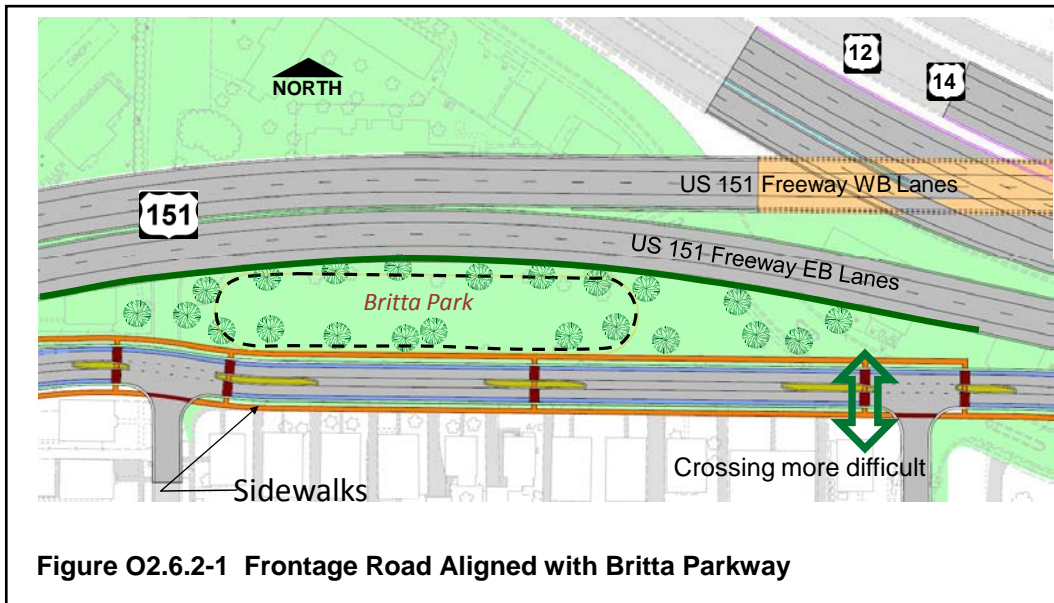 12
14
NORTH
US 151 Freeway WB Lanes
151
US 151 Freeway EB Lanes
Britta Park
Crossing more difficult
Sidewalks
Figure O2.6.2-1 Frontage Road Aligned with Britta Parkway